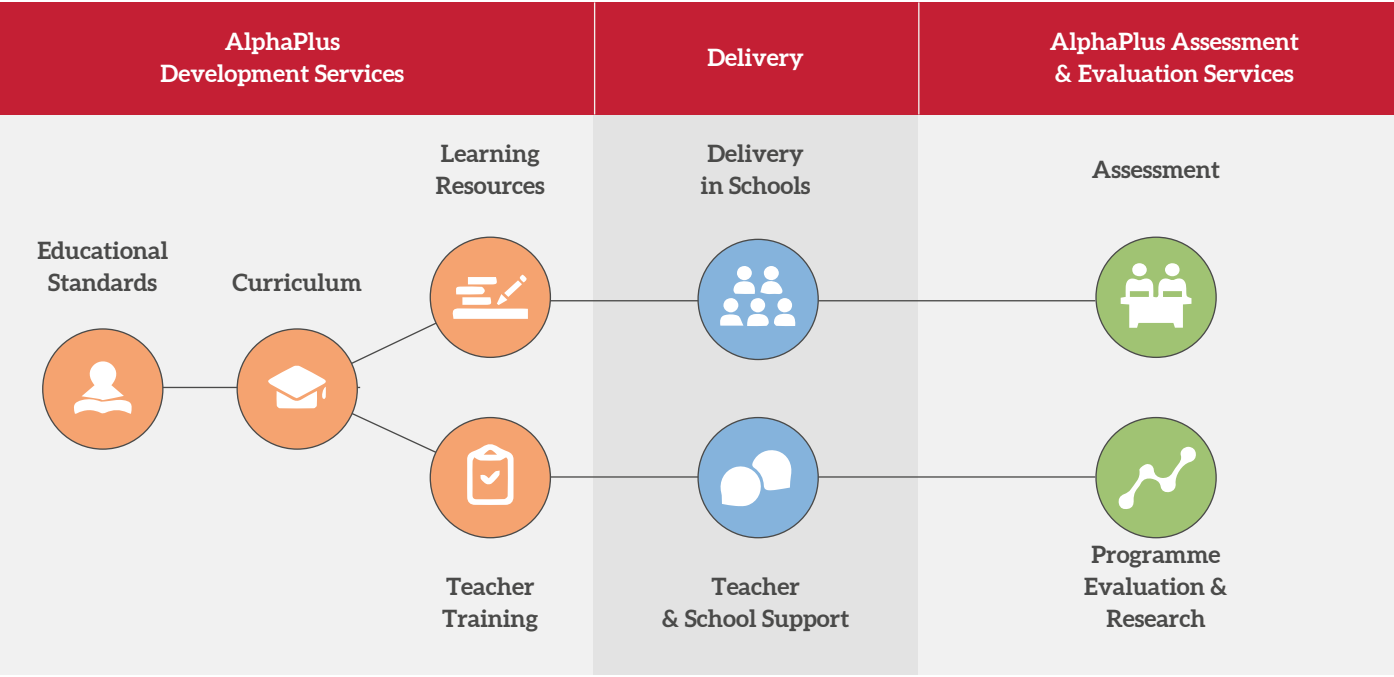 AlphaPlus
Development Services
Delivery
AlphaPlus Assessment
& Evaluation Services
Learning
Resources
Delivery
in Schools
Assessment
Educational
Standards
Curriculum
Teacher
Training
Teacher
& School Support
Programme
Evaluation &
Research